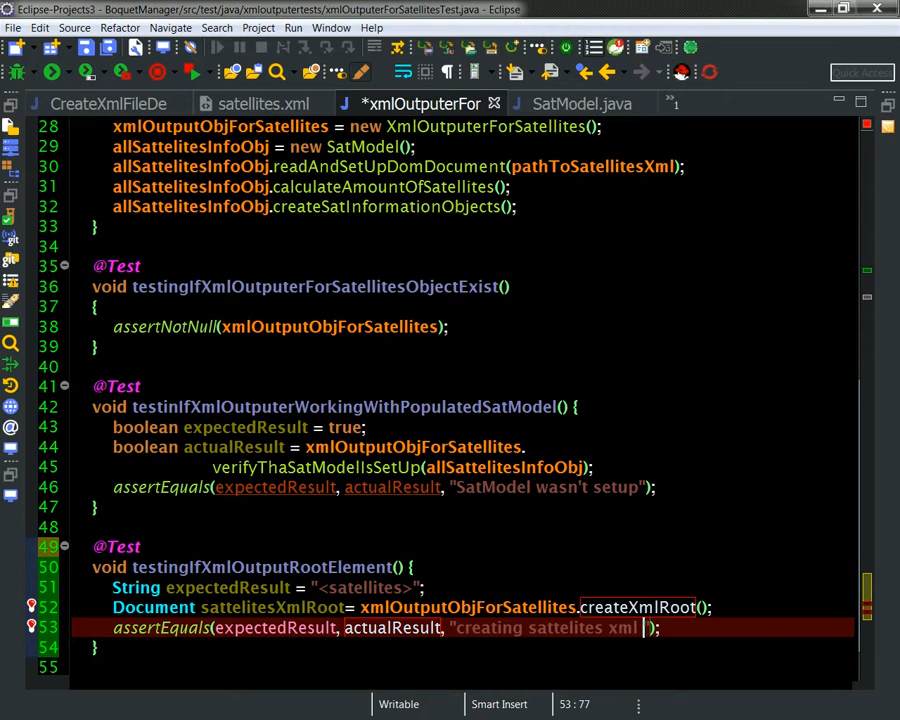 Eclipse-Projects3 - BoquetManager/src/test/java/xmloutputertests/xmlOutputerForSatellitesTest.java - Eclipse
File Edit Source Refactor Navigate Search Project Run Window Help
Quick Access
CreateXmlFileDe satellites.xml *xmlOutputerFor SatModel.java 1
28 xmlOutputObjForSatellites = new XmlOutputerForSatellites();
29 allSattelitesInfoObj = new SatModel();
30 allSattelitesInfoObj.readAndSetUpDomDocument(pathToSatellitesXml);
31 allSattelitesInfoObj.calculateAmountOfSatellites();
32 allSattelitesInfoObj.createSatInformationObjects();
33 }
34
35 @Test
36 void testingIfXmlOutputerForSatellitesObjectExist()
37 {
38 assertNotNull(xmlOutputObjForSatellites);
39 }
40
41 @Test
42 void testinIfXmlOutputerWorkingWithPopulatedSatModel() {
43 boolean expectedResult = true;
44 boolean actualResult = xmlOutputObjForSatellites.
45 verifyThaSatModelIsSetUp(allSattelitesInfoObj);
46 assertEquals(expectedResult, actualResult, "SatModel wasn't setup");
47 }
48
49 @Test
50 void testingIfXmlOutputRootElement() {
51 String expectedResult = "<satellites>";
52 Document sattelitesXmlRoot= xmlOutputObjForSatellites.createXmlRoot();
53 assertEquals(expectedResult, actualResult, "creating sattelites xml ");
54 }
55
Writable Smart Insert 53 : 77